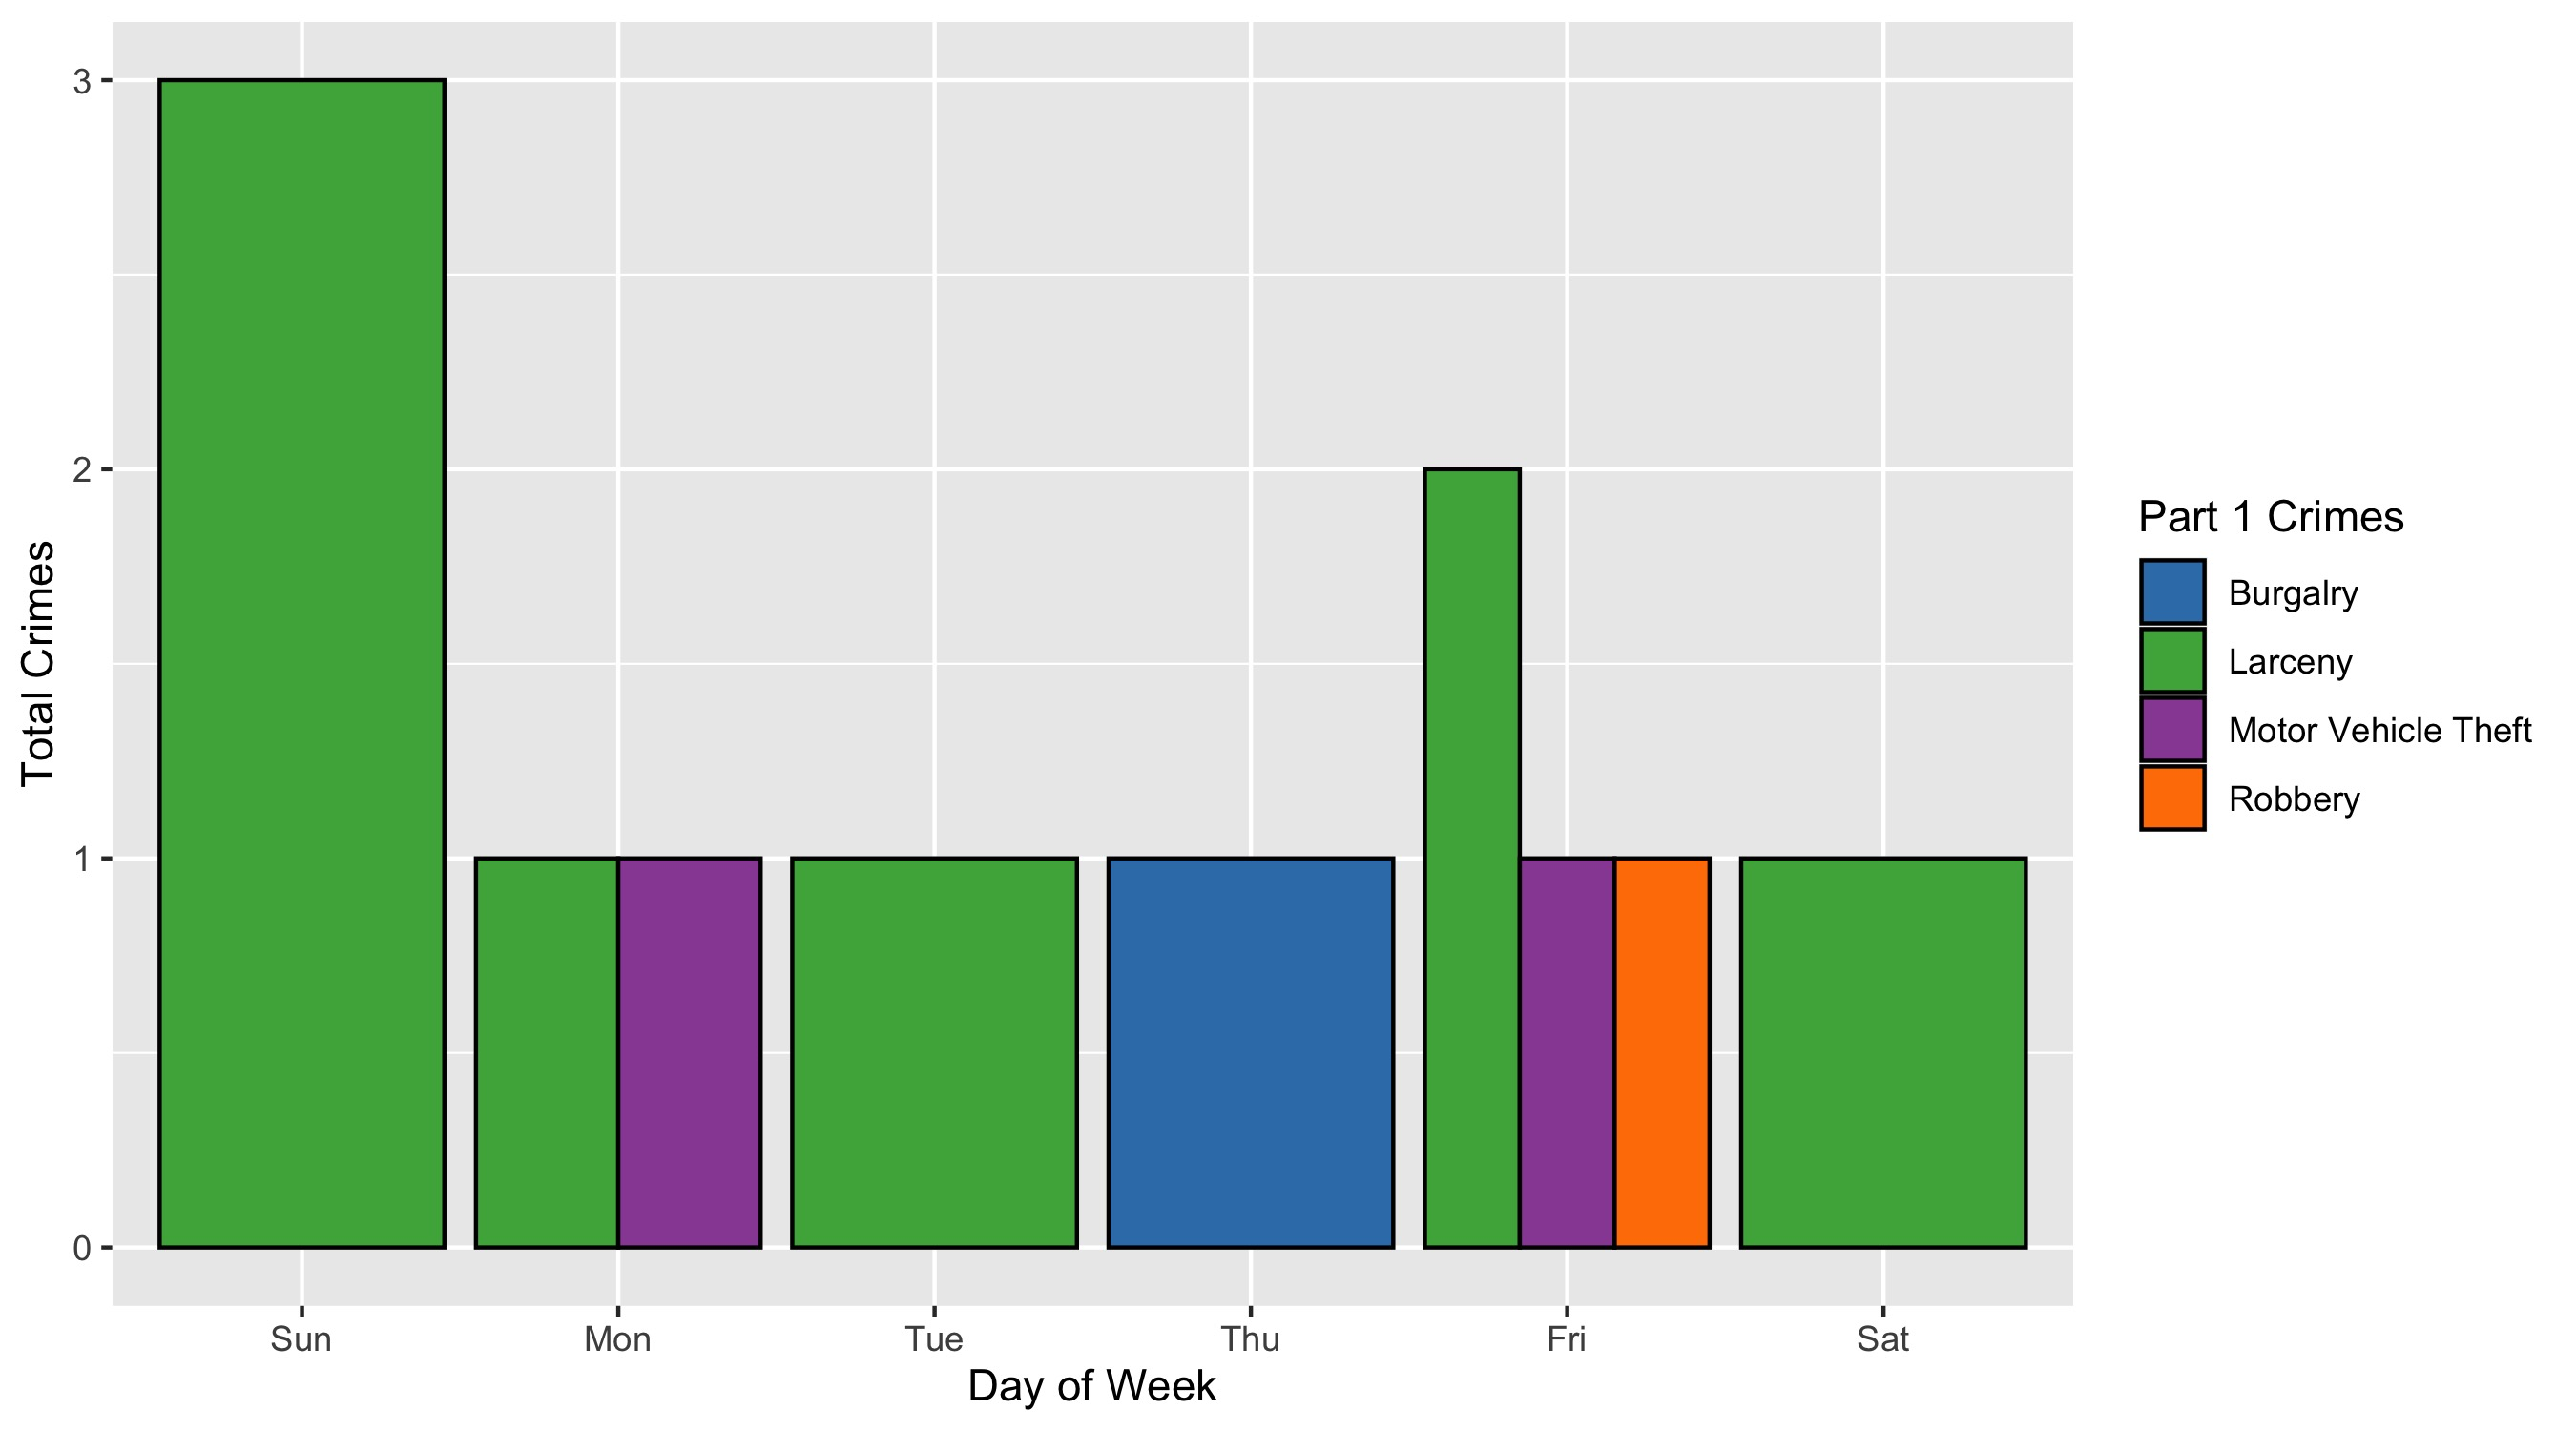 Total Crimes
3
2
1
0
Sun Mon Tue Thu Fri Sat
Day of Week
Part 1 Crimes
Burgalry
Larceny
Motor Vehicle Theft
Robbery